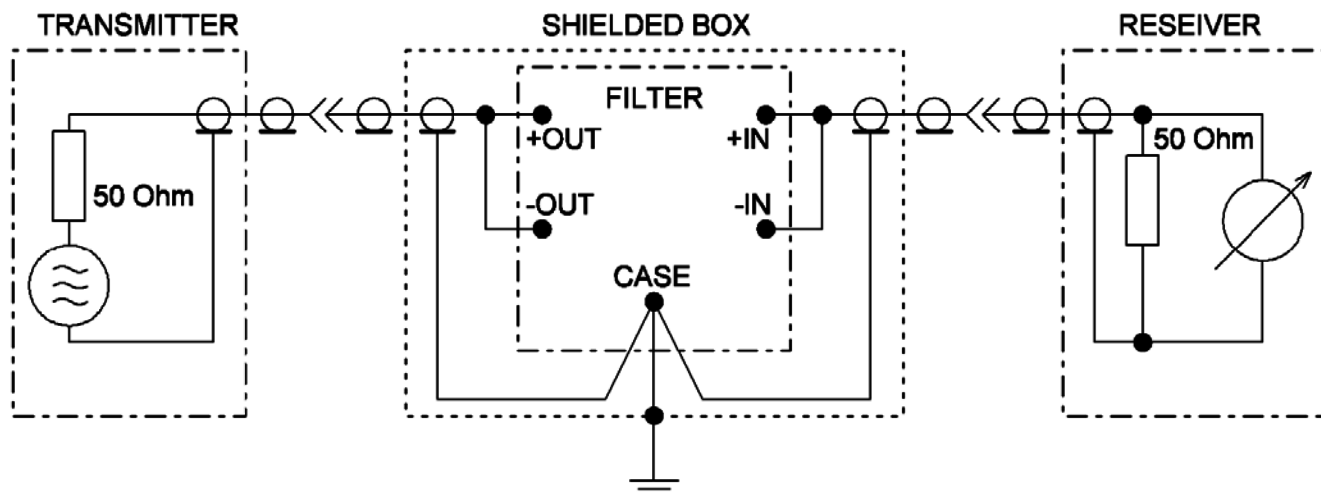 TRANSMITTER
SHIELDED BOX
RESEIVER
FILTER
+OUT
+IN
50 Ohm
50 Ohm
-OUT
-IN
CASE